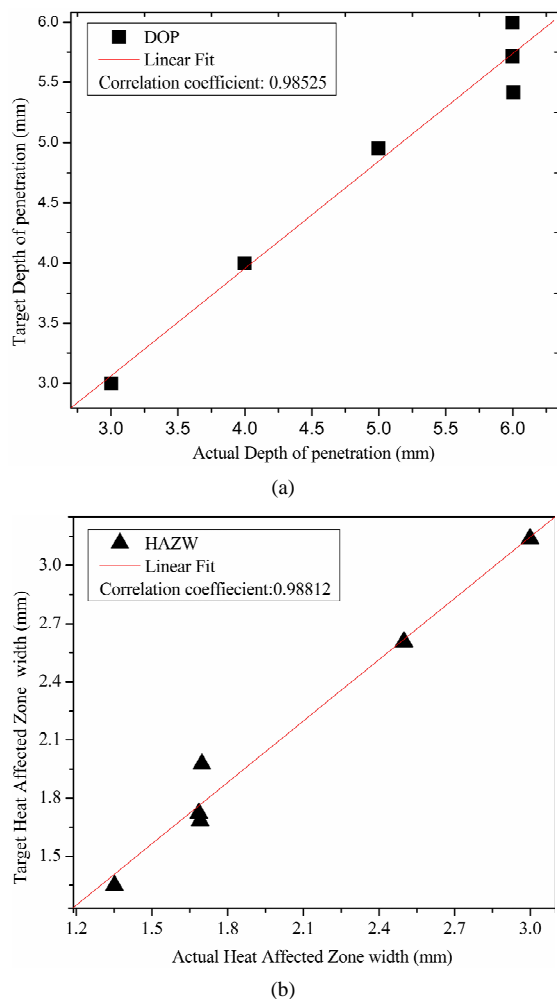 DOP
Linear Fit
Correlation coefficient: 0.98525
6.0
5.5
5.0
4.5
4.0
3.5
3.0
Target Depth of penetration (mm)
3.0 3.5 4.0 4.5 5.0 5.5 6.0
Actual Depth of penetration (mm)
(a)
HAZW
Linear Fit
Correlation coeffiecient:0.98812
3.0
2.7
2.4
2.1
1.8
1.5
Target Heat Affected Zone width (mm)
1.2 1.5 1.8 2.1 2.4 2.7 3.0
Actual Heat Affected Zone width (mm)
(b)